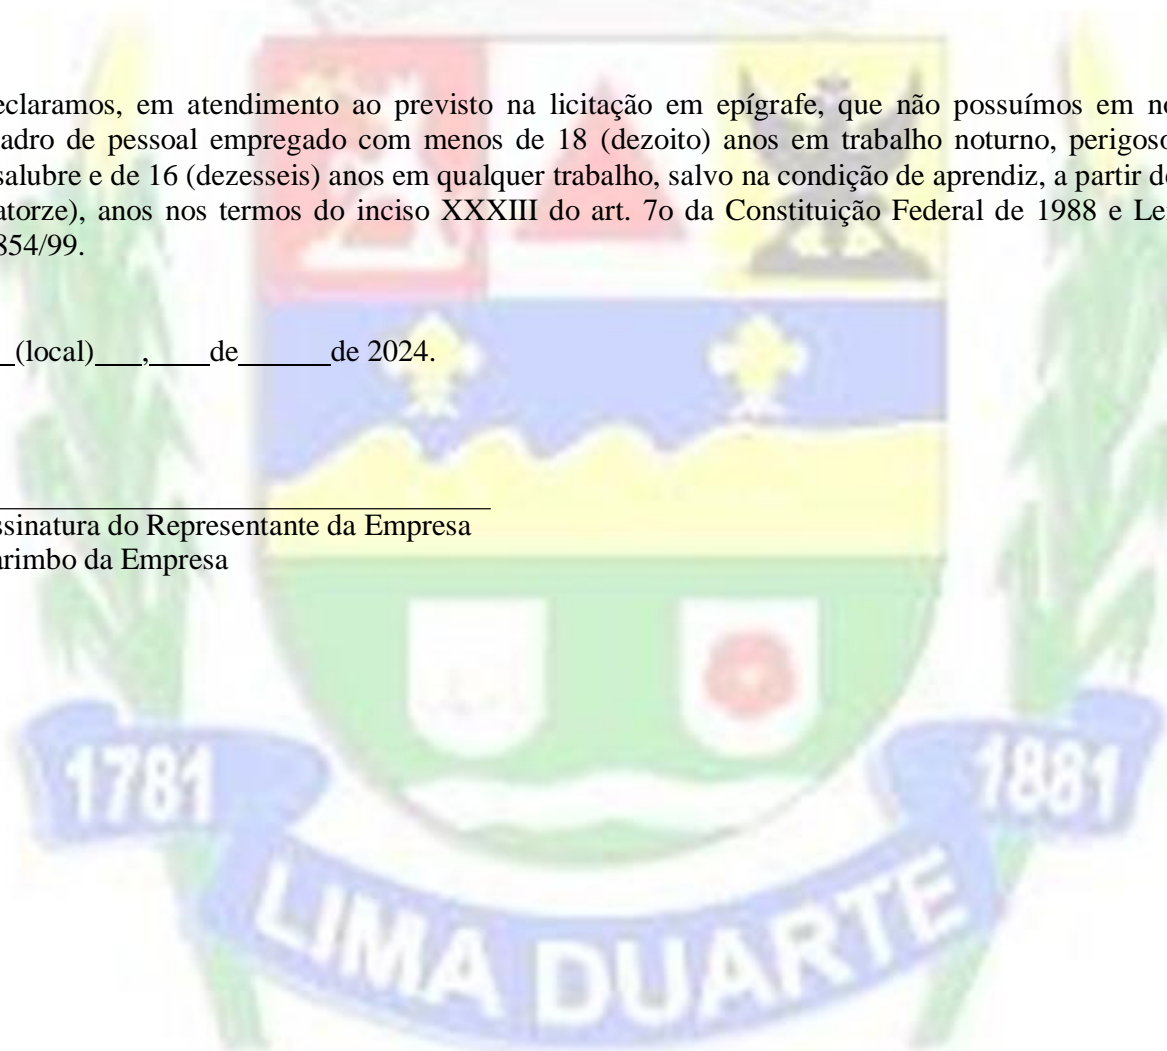 eclaramos, em atendimento ao previsto na licitação em epígrafe, que não possuímos em no
adro de pessoal empregado com menos de 18 (dezoito) anos em trabalho noturno, perigoso
salubre e de 16 (dezesseis) anos em qualquer trabalho, salvo na condição de aprendiz, a partir de
atorze), anos nos termos do inciso XXXIII do art. 7o da Constituição Federal de 1988 e Lei
854/99.
_(local)___,____de______de 2024.
ssinatura do Representante da Empresa
arimbo da Empresa
1781
1881
LIMA DUARTE